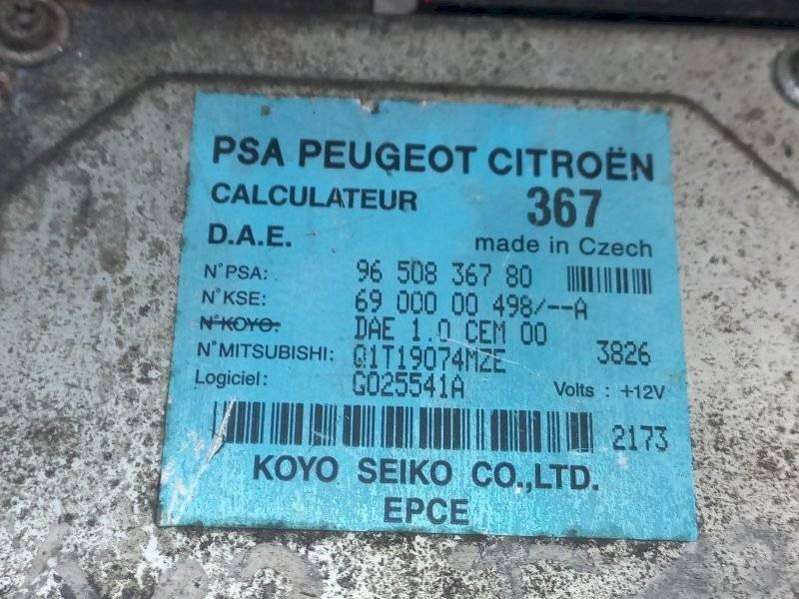 PSA PEUGEOT CITROËN
CALCULATEUR 367
D.A.E. made in Czech
N°PSA: 96 508 367 80
N°KSE: 69 000 00 498/--A
N°KOYO: DAE 1.0 CEM 00
N°MITSUBISHI: Q1T19074MZE 3826
Logiciel: G025541A Volts : +12V
2173
KOYO SEIKO CO.,LTD.
EPCE